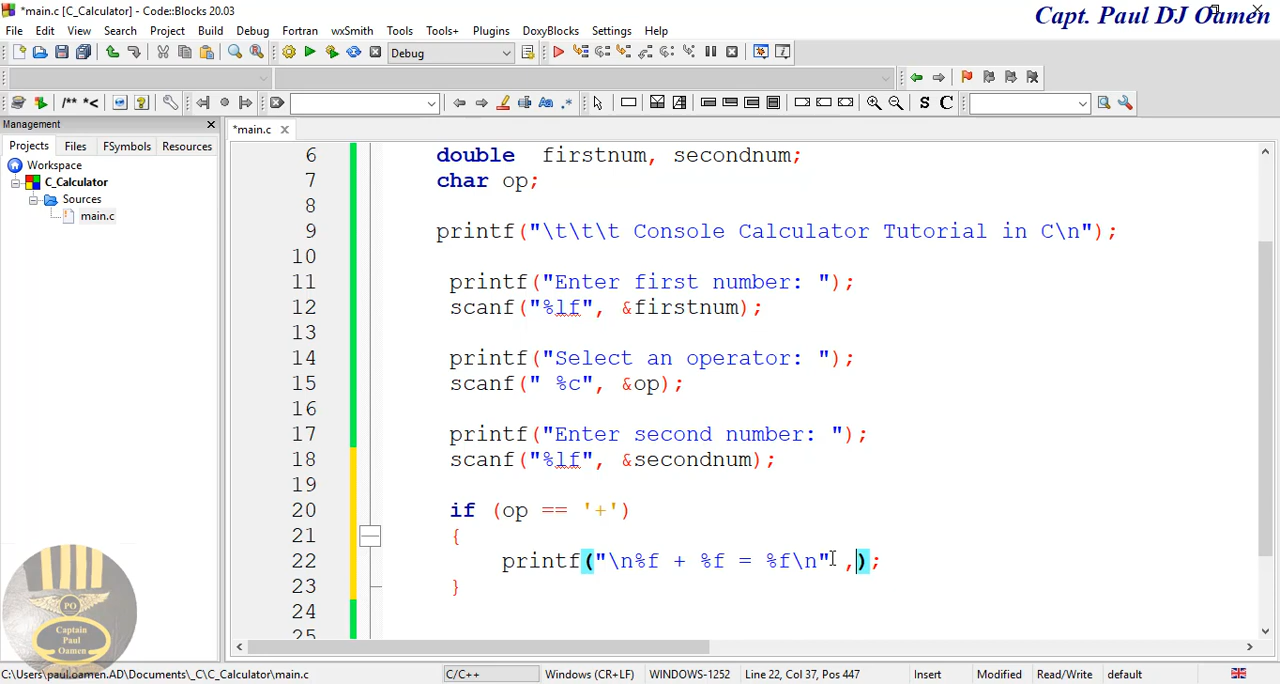 *main.c [C_Calculator] - Code::Blocks 20.03
Capt. Paul DJ Oamen
File Edit View Search Project Build Debug Fortran wxSmith Tools Tools+ Plugins DoxyBlocks Settings Help
Debug
/** *<
S C
Management
*main.c
Projects Files FSymbols Resources
Workspace
C_Calculator
Sources
main.c
6 double firstnum, secondnum;
7 char op;
8
9 printf("\t\t\t Console Calculator Tutorial in C\n");
10
11 printf("Enter first number: ");
12 scanf("%lf", &firstnum);
13
14 printf("Select an operator: ");
15 scanf(" %c", &op);
16
17 printf("Enter second number: ");
18 scanf("%lf", &secondnum);
19
20 if (op == '+')
21 {
22 printf("\n%f + %f = %f\n" ,);
23 }
24
25
PO
Captain
Paul
Oamen
C:\Users\paul.oamen.AD\Documents\_C\C_Calculator\main.c C/C++ Windows (CR+LF) WINDOWS-1252 Line 22, Col 37, Pos 447 Insert Modified Read/Write default